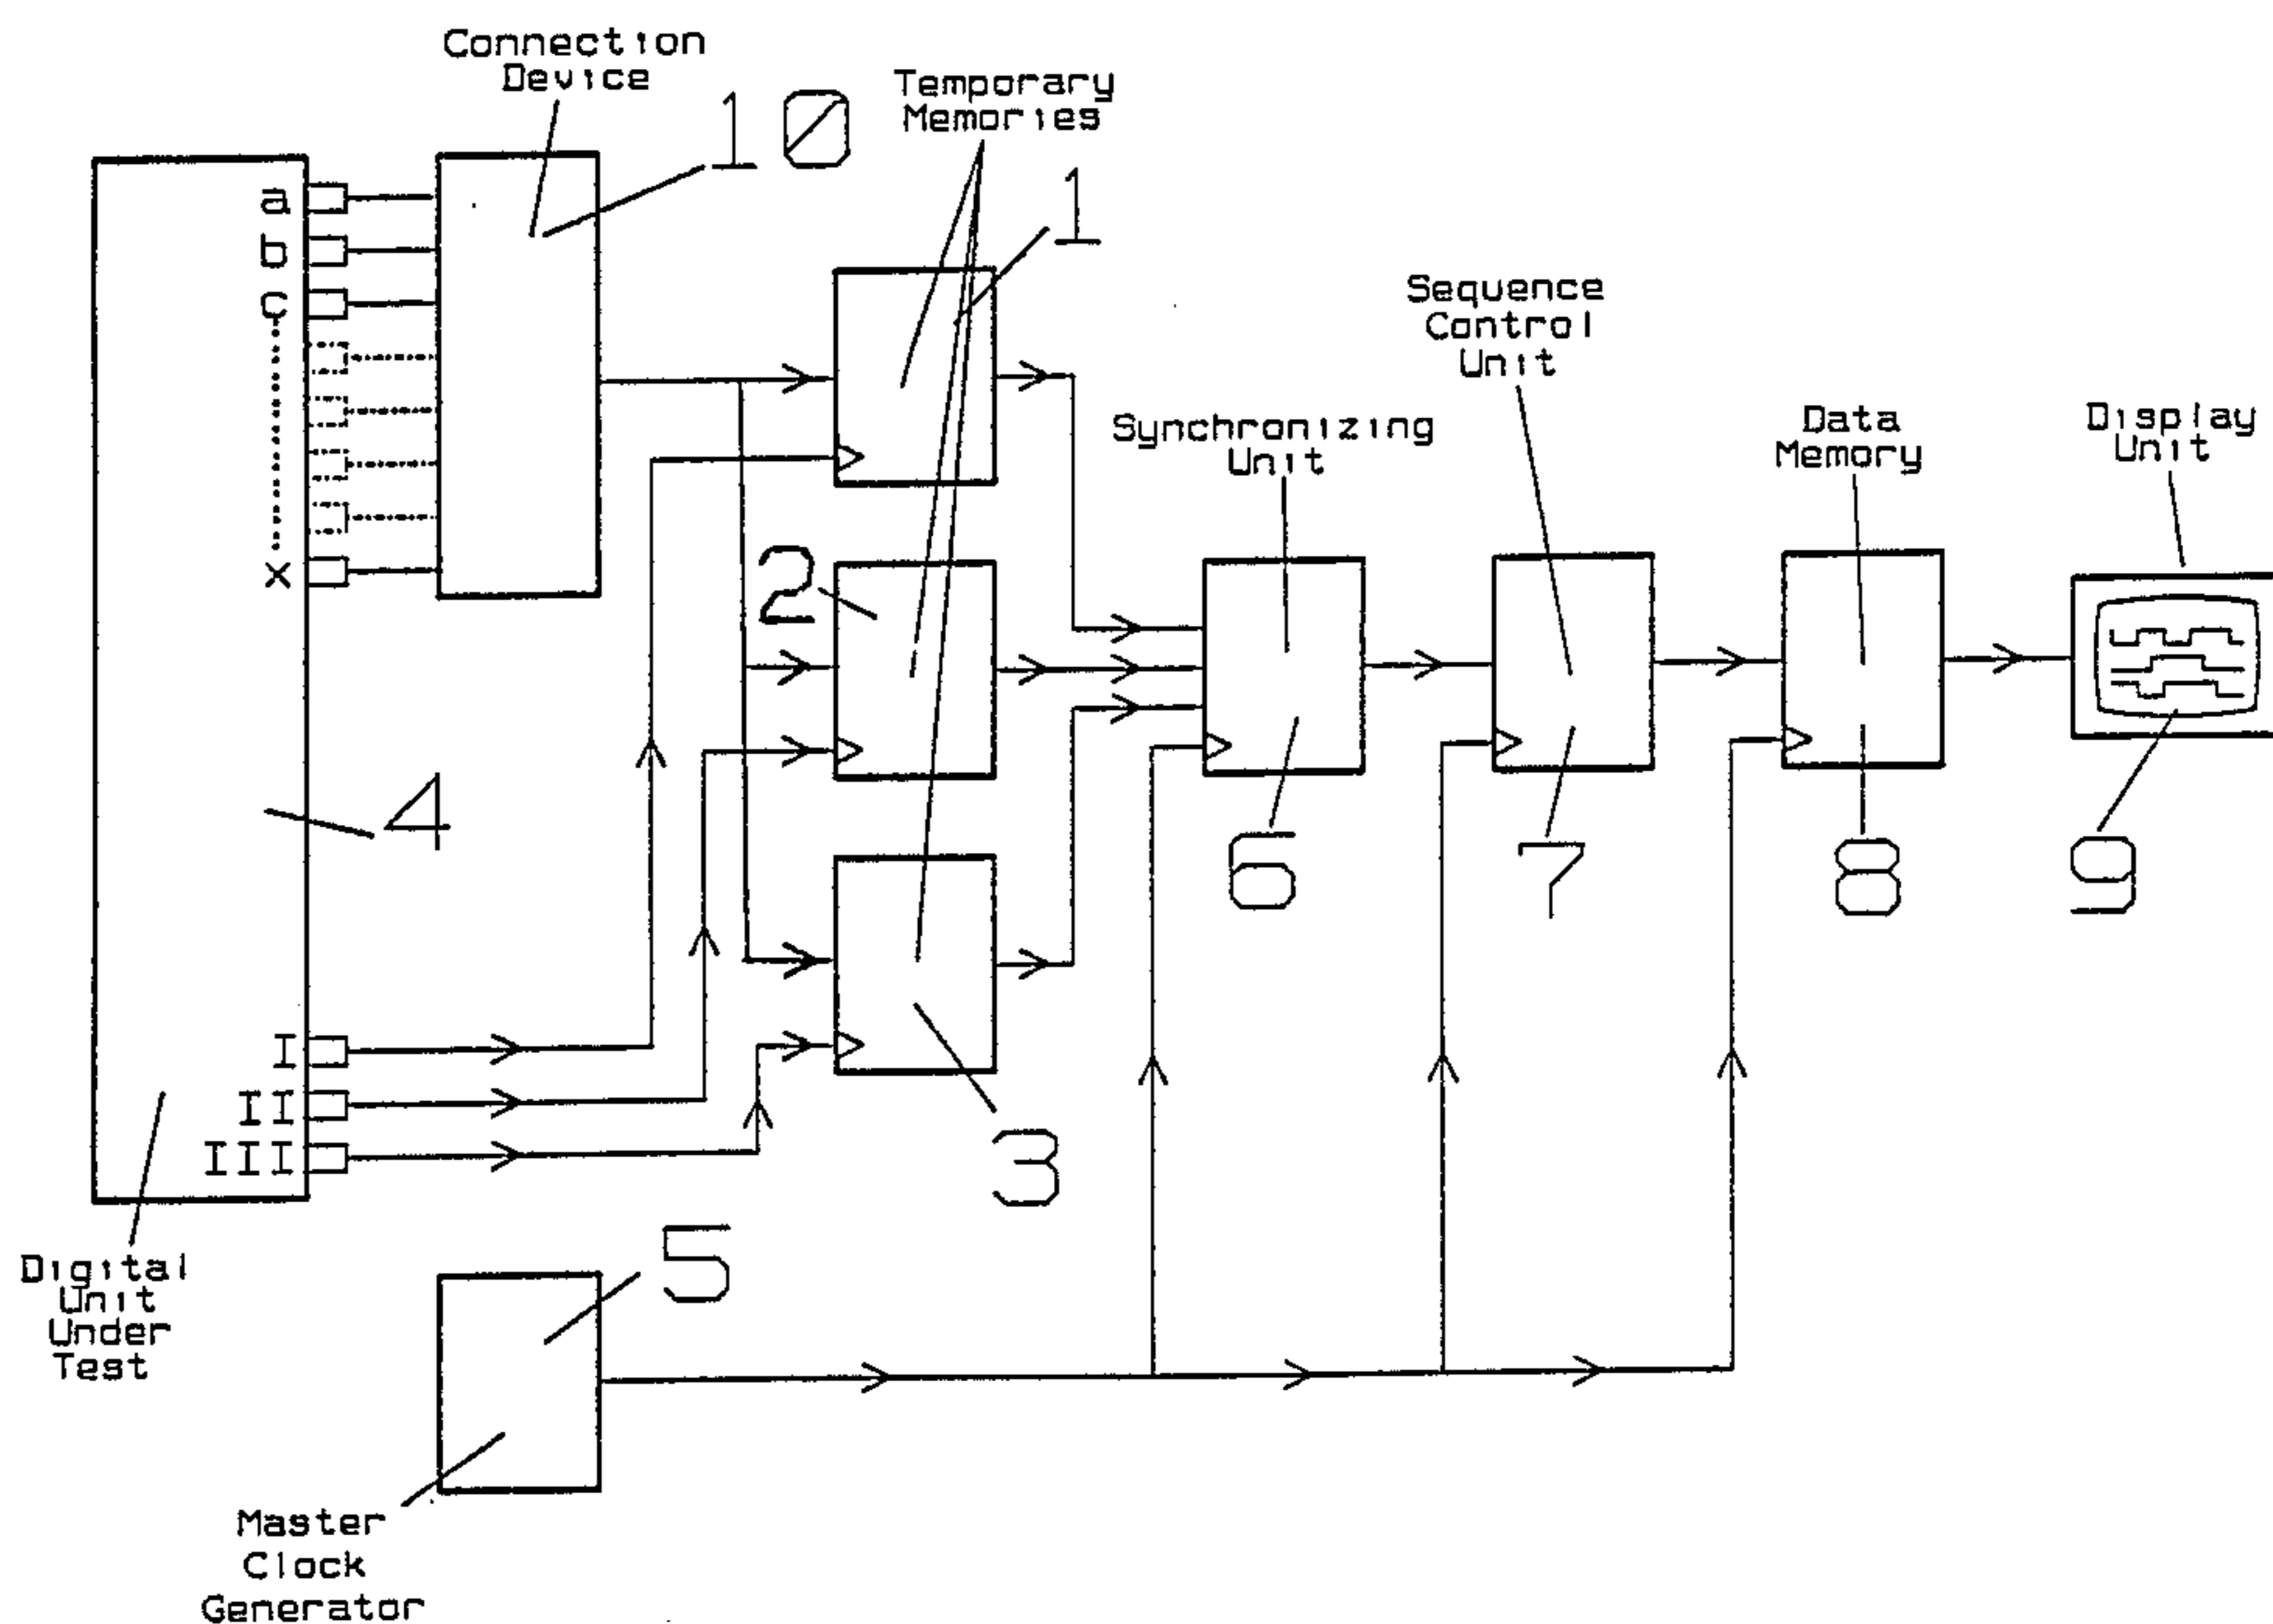 Connection
Device
10
Temporary
Memories
1
a
b
c
x
2
Sequence
Control
Unit
Synchronizing
Unit
Data
Memory
Display
Unit
4
6
7
8
9
I
II
III
3
Digital
Unit
Under
Test
5
Master
Clock
Generator